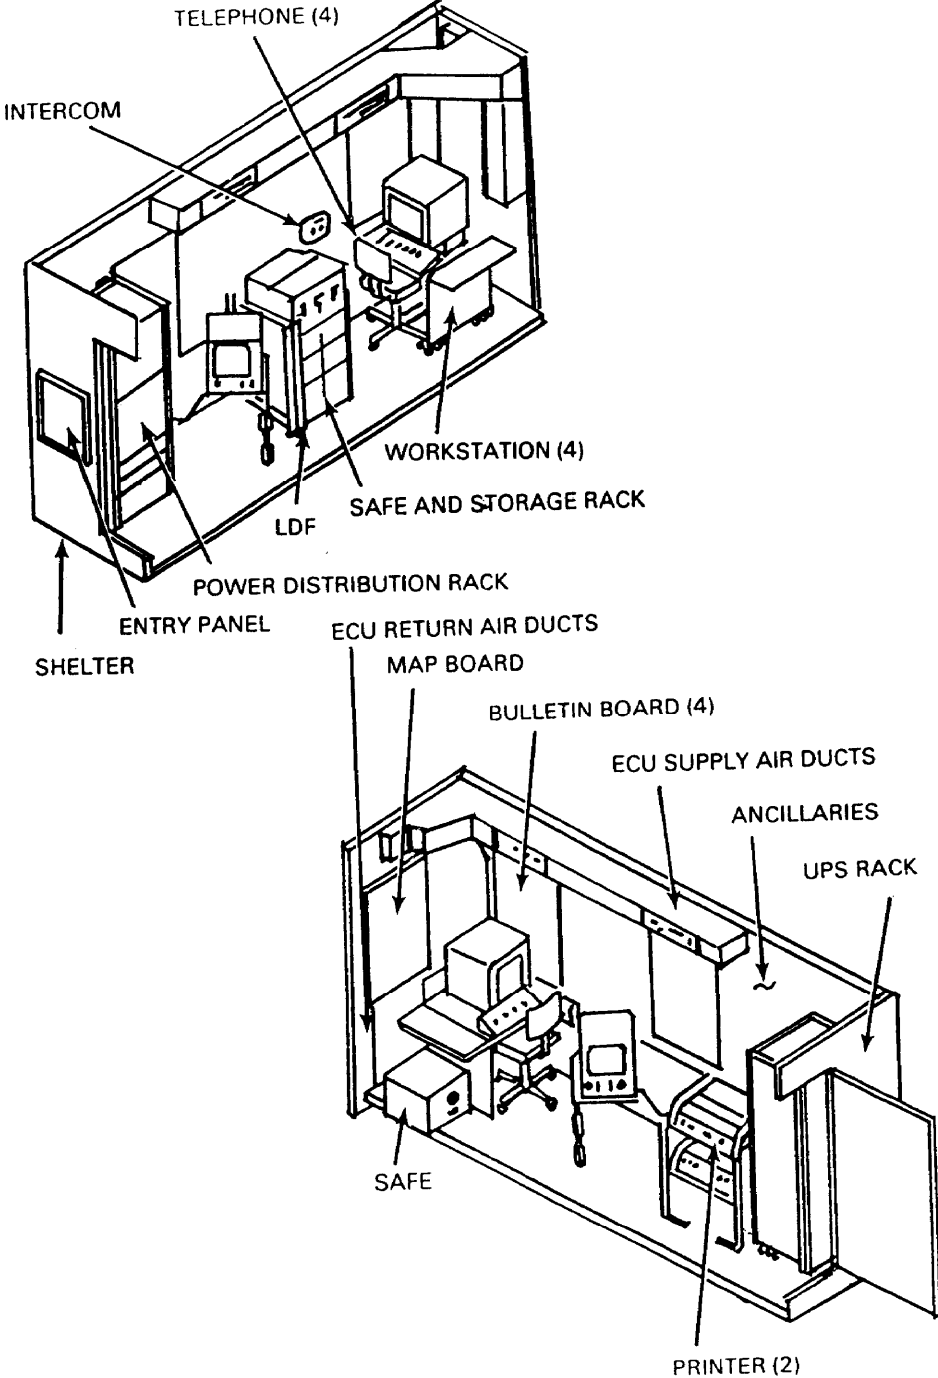 TELEPHONE (4)
INTERCOM
WORKSTATION (4)
SAFE AND STORAGE RACK
LDF
POWER DISTRIBUTION RACK
ENTRY PANEL
SHELTER
ECU RETURN AIR DUCTS
MAP BOARD
BULLETIN BOARD (4)
ECU SUPPLY AIR DUCTS
ANCILLARIES
UPS RACK
SAFE
PRINTER (2)